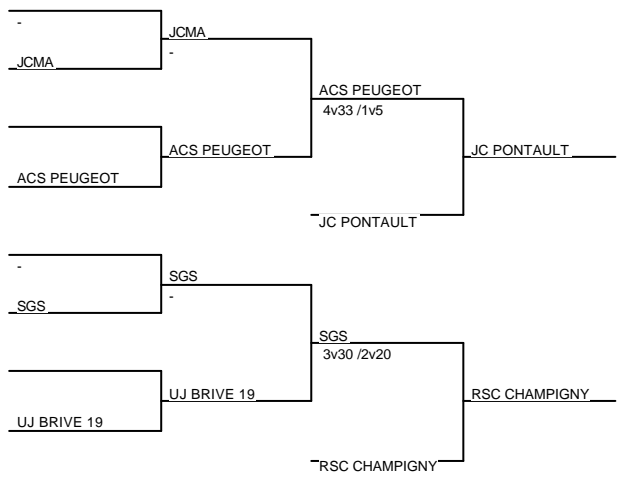 -
JCMA
JCMA
-
ACS PEUGEOT
4v33 /1v5
ACS PEUGEOT
JC PONTAULT
ACS PEUGEOT
JC PONTAULT
-
SGS
-
SGS
SGS
3v30 /2v20
UJ BRIVE 19
RSC CHAMPIGNY
UJ BRIVE 19
RSC CHAMPIGNY